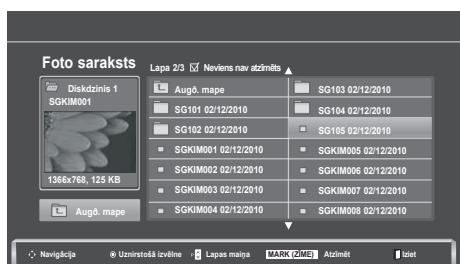 Foto saraksts
Lapa 2/3 ☑ Neviens nav atzīmēts
Diskdzinis 1
SGKIM001
1366x768, 125 KB
Augō. mape
Augō. mape
SG101 02/12/2010
SG102 02/12/2010
SGKIM001 02/12/2010
SGKIM002 02/12/2010
SGKIM003 02/12/2010
SGKIM004 02/12/2010
SG103 02/12/2010
SG104 02/12/2010
SG105 02/12/2010
SGKIM005 02/12/2010
SGKIM006 02/12/2010
SGKIM007 02/12/2010
SGKIM008 02/12/2010
Navigācija Uznirstošā izvēlne Lapas maiņa MARK (ZĪME) Atzīmēt Iziet